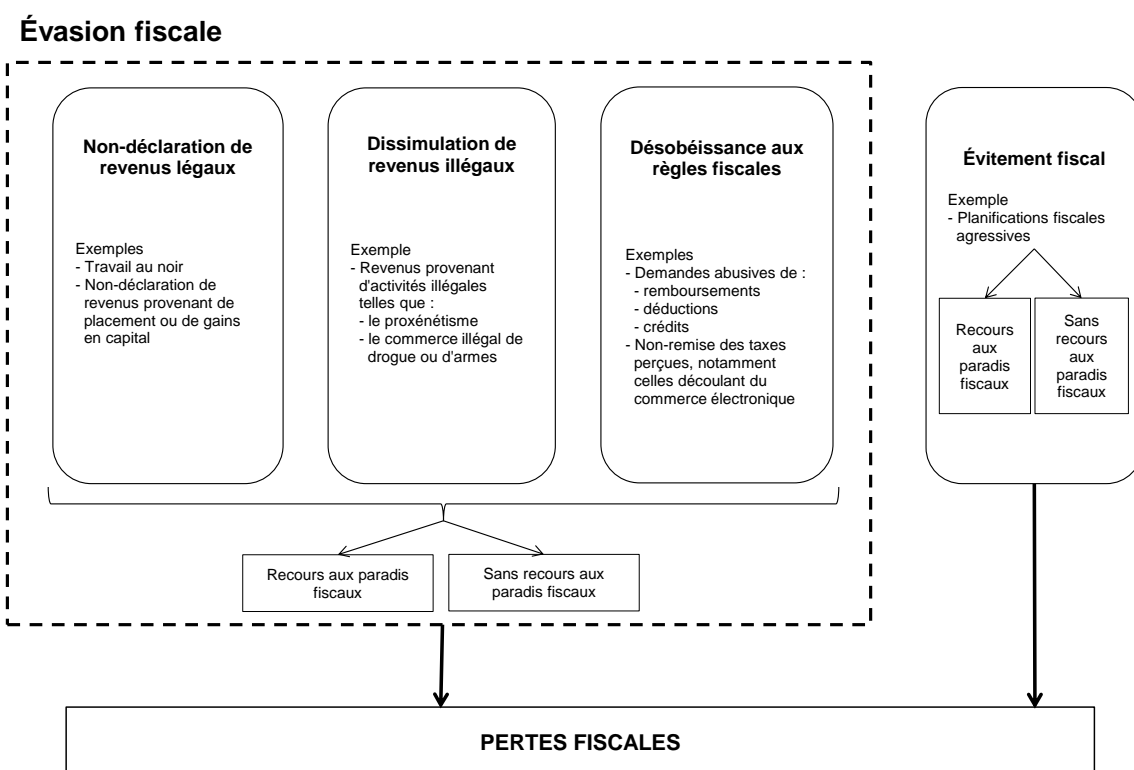 Évasion fiscale
Non-déclaration de
revenus légaux
Exemples
- Travail au noir
- Non-déclaration de
revenus provenant de
placement ou de gains
en capital
Dissimulation de
revenus illégaux
Exemple
- Revenus provenant
d'activités illégales
telles que :
- le proxénétisme
- le commerce illégal de
drogue ou d'armes
Désobéissance aux
règles fiscales
Exemples
- Demandes abusives de :
- remboursements
- déductions
- crédits
- Non-remise des taxes
perçues, notamment
celles découlant du
commerce électronique
Recours aux paradis
fiscaux
Sans recours aux
paradis fiscaux
Évitement fiscal
Exemple
- Planifications fiscales
agressives
Recours
aux
paradis
fiscaux
Sans
recours
aux
paradis
fiscaux
PERTES FISCALES